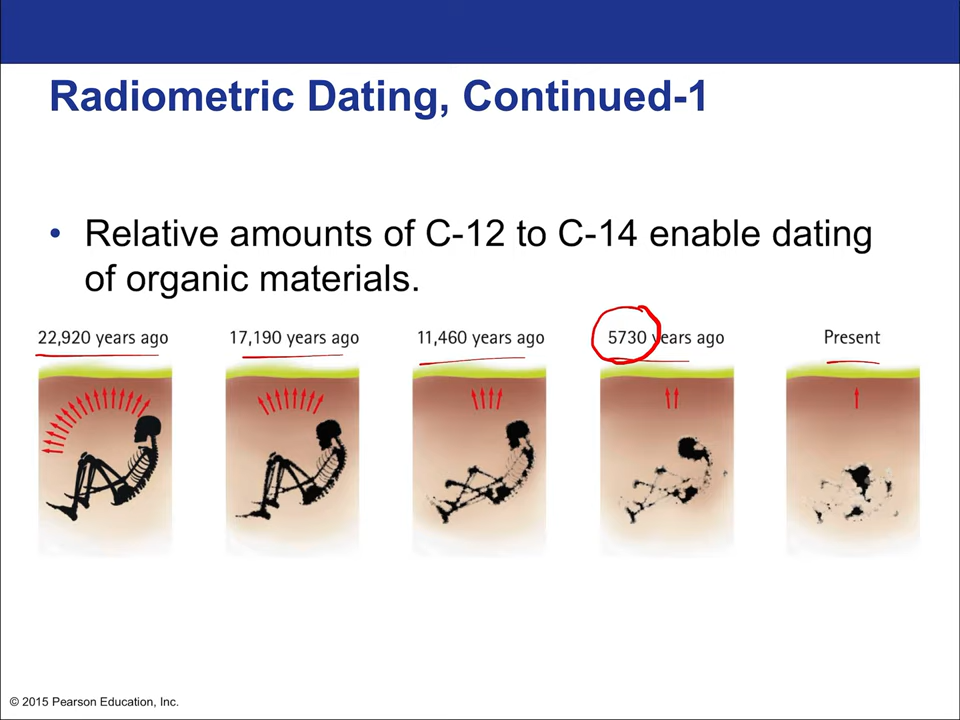 Radiometric Dating, Continued-1
• Relative amounts of C-12 to C-14 enable dating
of organic materials.
22,920 years ago
17,190 years ago
11,460 years ago
5730 years ago
Present
© 2015 Pearson Education, Inc.